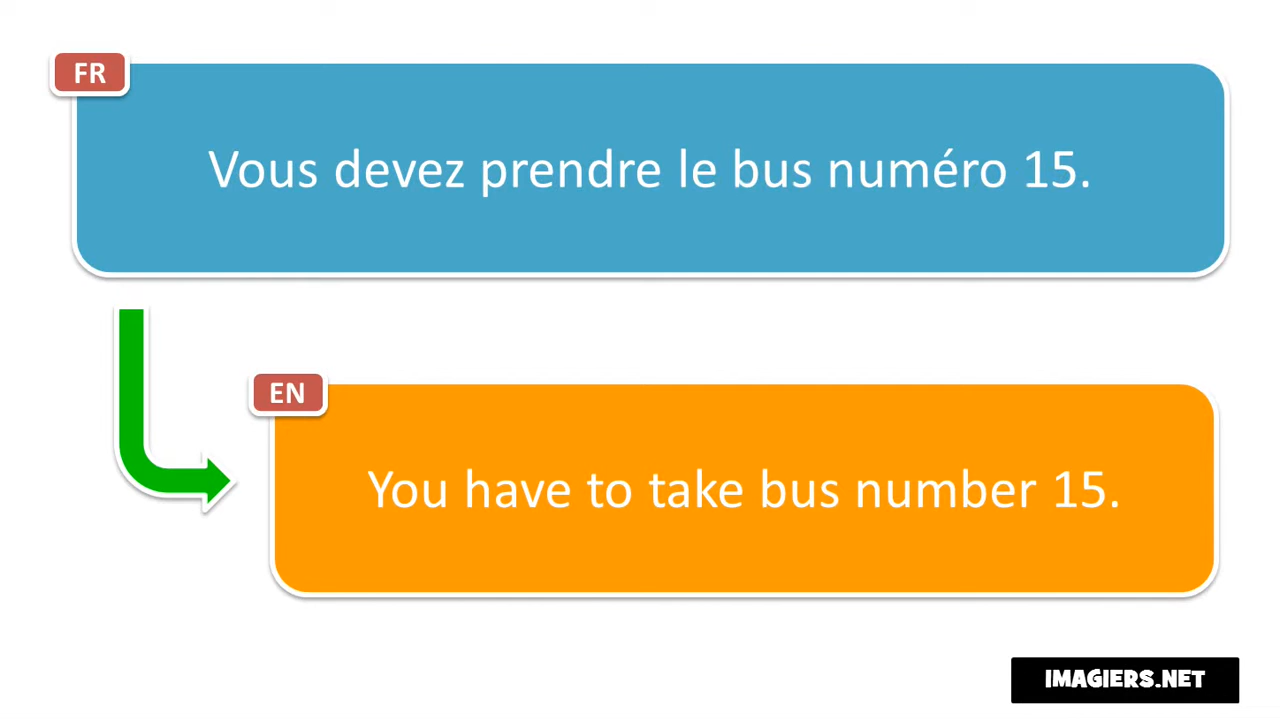 FR
Vous devez prendre le bus numéro 15.
EN
You have to take bus number 15.
IMAGIERS.NET